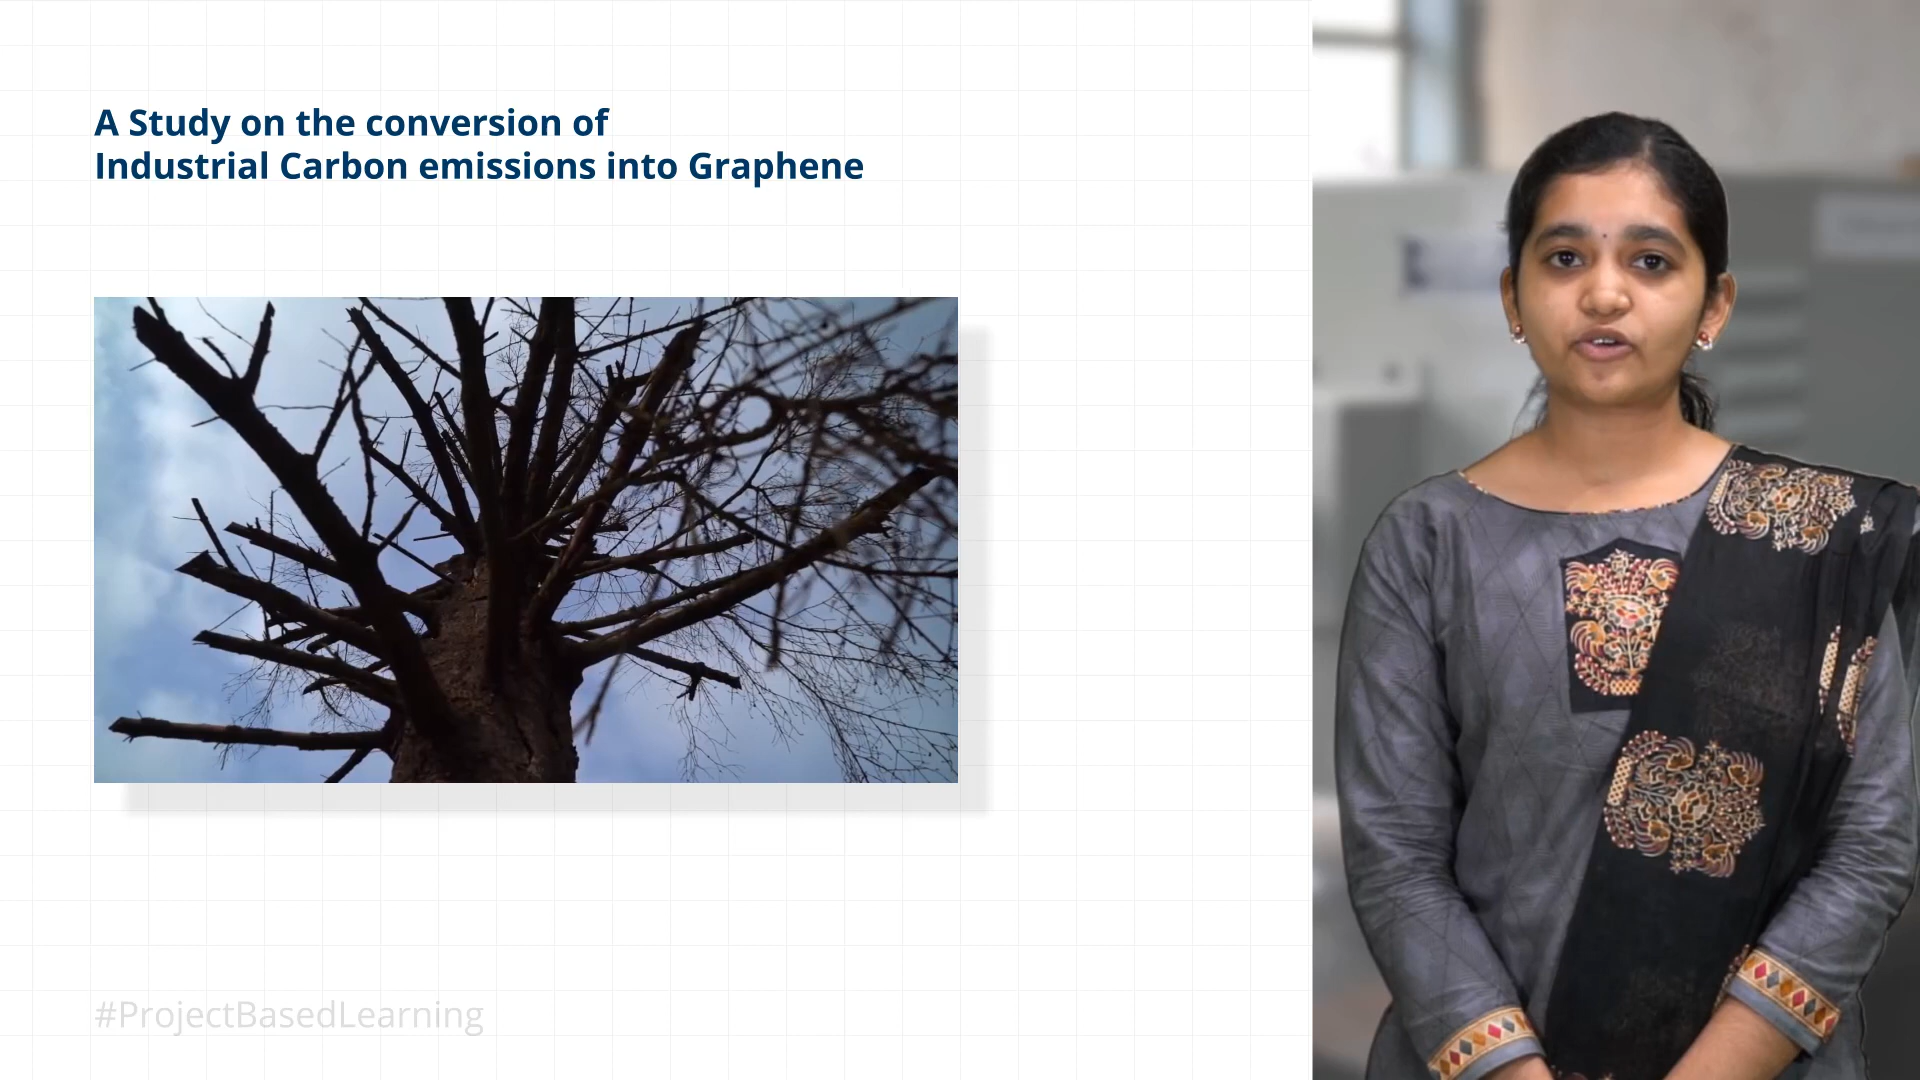 A Study on the conversion of
Industrial Carbon emissions into Graphene
#ProjectBasedLearning